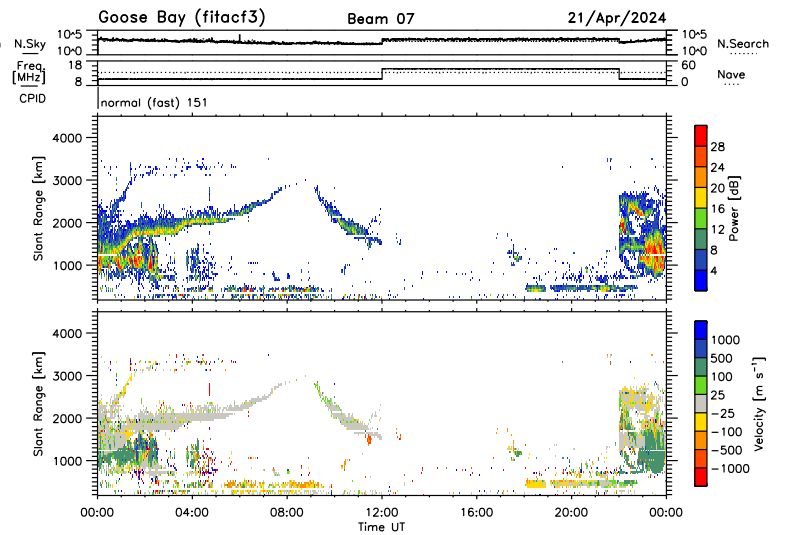 Goose Bay (fitacf3) Beam 07 21/Apr/2024
N.Sky 10^5 10^0 10^5 10^0 N.Search
Freq. [MHz] 18 8 60 0 Nave
CPID normal (fast) 151
Slant Range [km] 4000 3000 2000 1000
Power [dB] 28 24 20 16 12 8 4
Slant Range [km] 4000 3000 2000 1000
Velocity [m s⁻¹] 1000 500 100 25 −25 −100 −500 −1000
00:00 04:00 08:00 12:00 16:00 20:00 00:00
Time UT